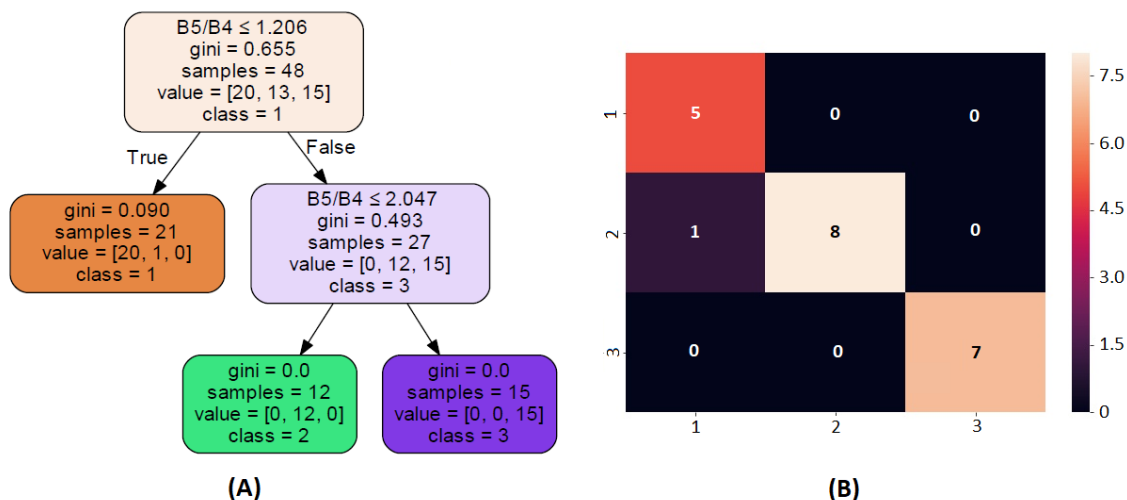 B5/B4 ≤ 1.206
gini = 0.655
samples = 48
value = [20, 13, 15]
class = 1
True
False
gini = 0.090
samples = 21
value = [20, 1, 0]
class = 1
B5/B4 ≤ 2.047
gini = 0.493
samples = 27
value = [0, 12, 15]
class = 3
gini = 0.0
samples = 12
value = [0, 12, 0]
class = 2
gini = 0.0
samples = 15
value = [0, 0, 15]
class = 3
(A)
1
5
0
0
2
1
8
0
3
0
0
7
1
2
3
7.5
6.0
4.5
3.0
1.5
0
(B)